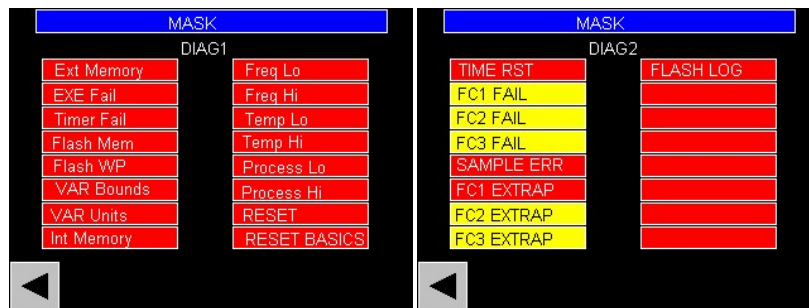 MASK
DIAG1
Ext Memory
EXE Fail
Timer Fail
Flash Mem
Flash WP
VAR Bounds
VAR Units
Int Memory
Freq Lo
Freq Hi
Temp Lo
Temp Hi
Process Lo
Process Hi
RESET
RESET BASICS
MASK
DIAG2
TIME RST
FC1 FAIL
FC2 FAIL
FC3 FAIL
SAMPLE ERR
FC1 EXTRAP
FC2 EXTRAP
FC3 EXTRAP
FLASH LOG